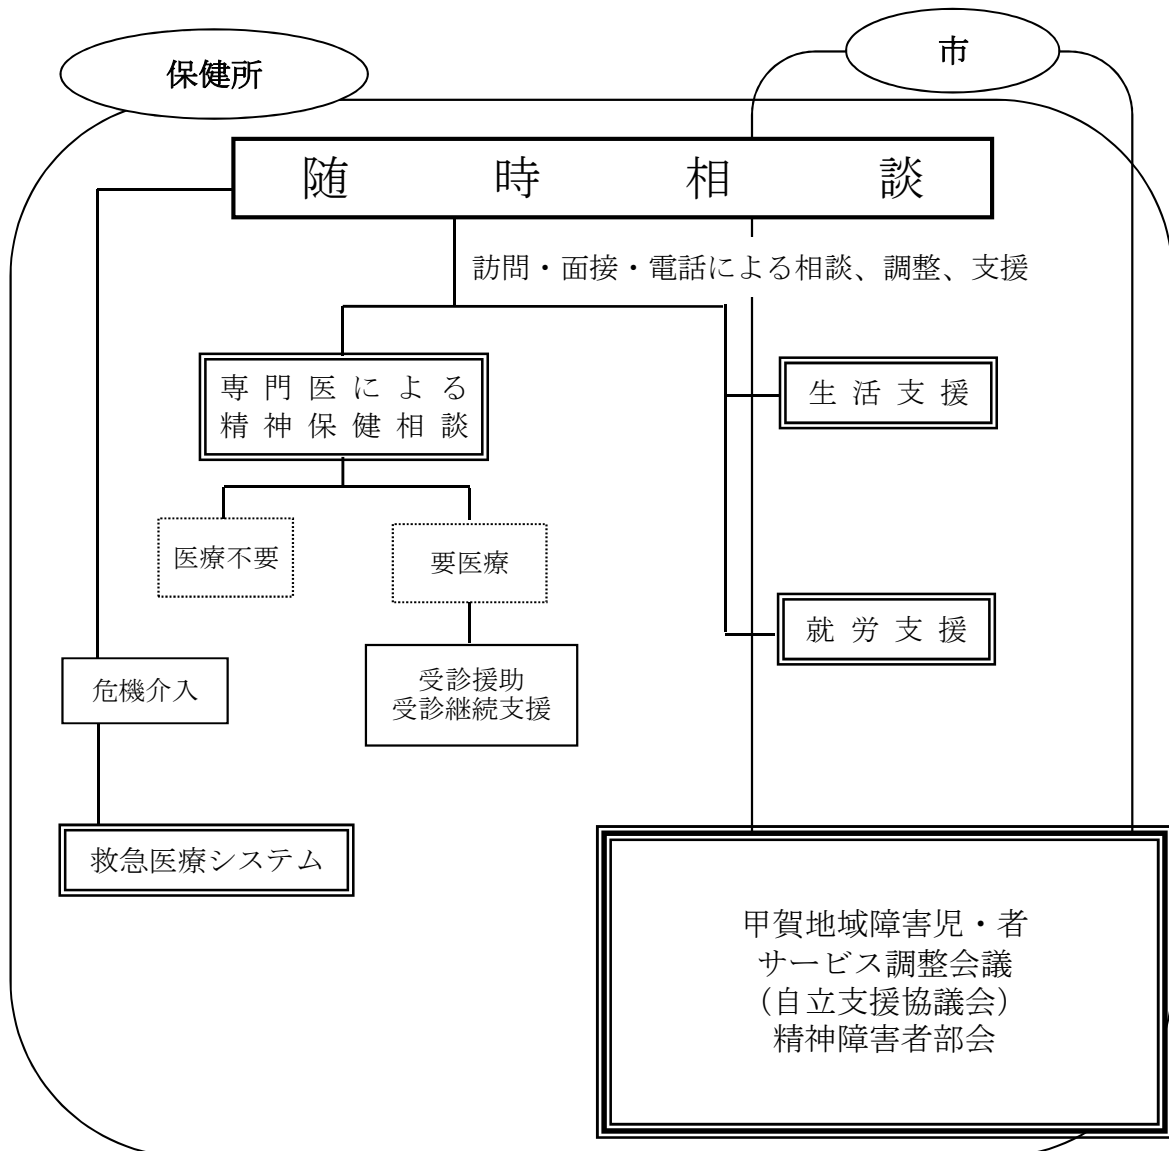 保健所
市
随時相談
訪問・面接・電話による相談、調整、支援
専門医による
精神保健相談
生活支援
医療不要
要医療
就労支援
受診援助
受診継続支援
危機介入
救急医療システム
甲賀地域障害児・者
サービス調整会議
（自立支援協議会）
精神障害者部会